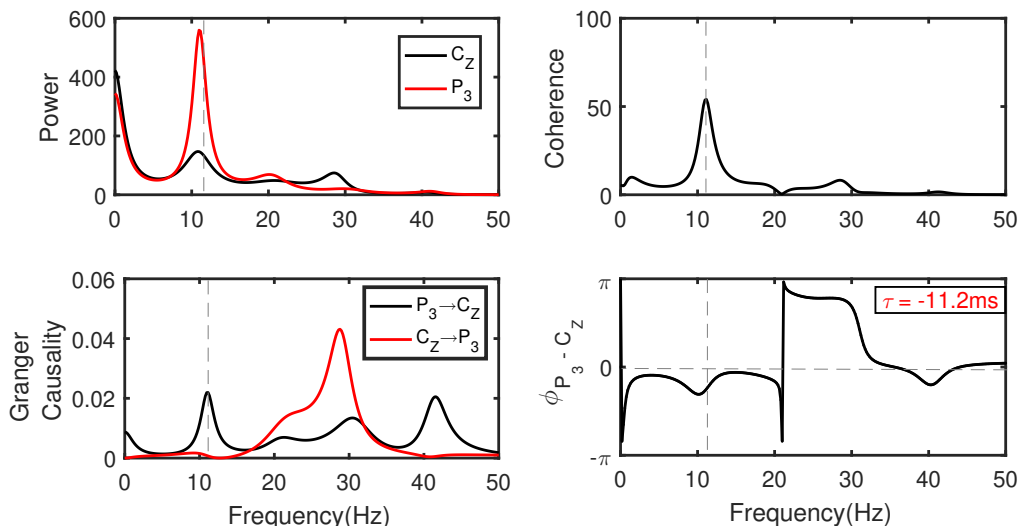 600
400
200
0
Power
0 10 20 30 40 50
C_Z
P_3
100
50
0
Coherence
0 10 20 30 40 50
0.06
0.04
0.02
0
Granger
Causality
P_3→C_Z
C_Z→P_3
0 10 20 30 40 50
Frequency(Hz)
π
0
-π
ϕ_{P_3 - C_Z}
τ = -11.2ms
0 10 20 30 40 50
Frequency(Hz)